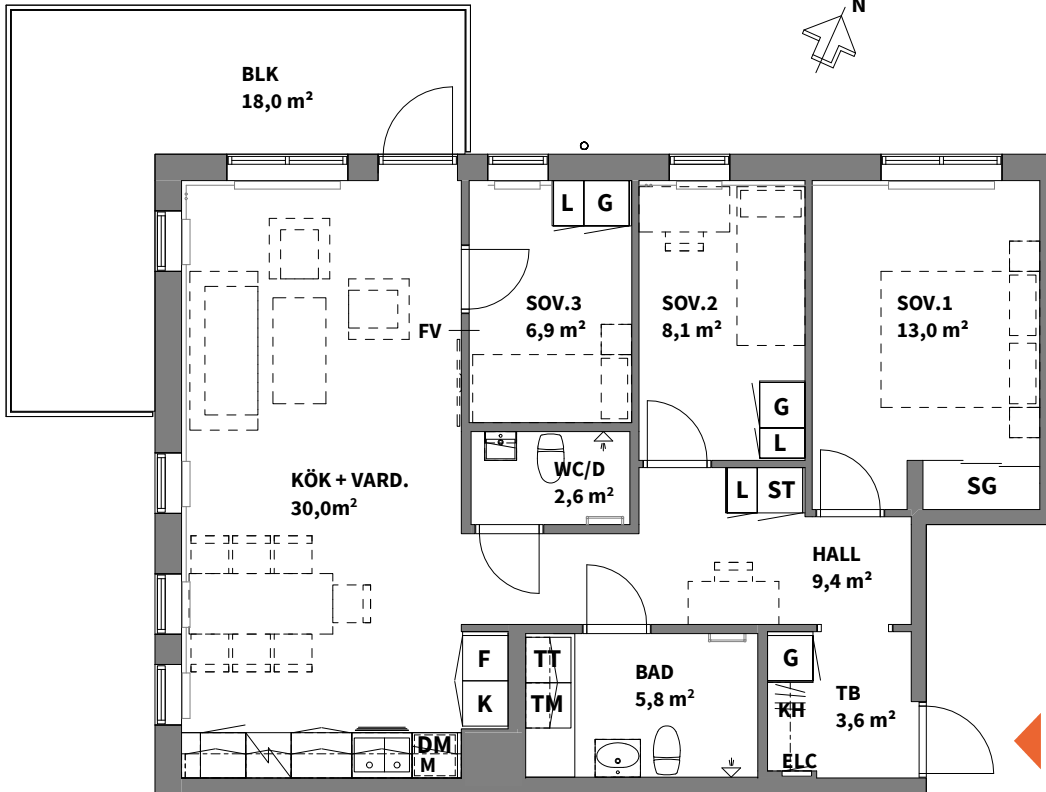 N
BLK
18,0 m²
L G
SOV.3
6,9 m²
SOV.2
8,1 m²
SOV.1
13,0 m²
FV
G
L
KÖK + VARD.
30,0m²
WC/D
2,6 m²
L ST
SG
HALL
9,4 m²
F
K
TT
TM
BAD
5,8 m²
G
KH
TB
3,6 m²
ELC
DM
M